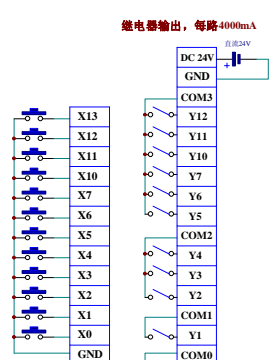 继电器输出，每路4000mA
直流24V
DC 24V
+
GND
COM3
X13
Y12
X12
Y11
X11
Y10
X10
Y7
X7
Y6
X6
Y5
X5
COM2
X4
Y4
X3
Y3
X2
Y2
X1
COM1
X0
Y1
GND
COM0